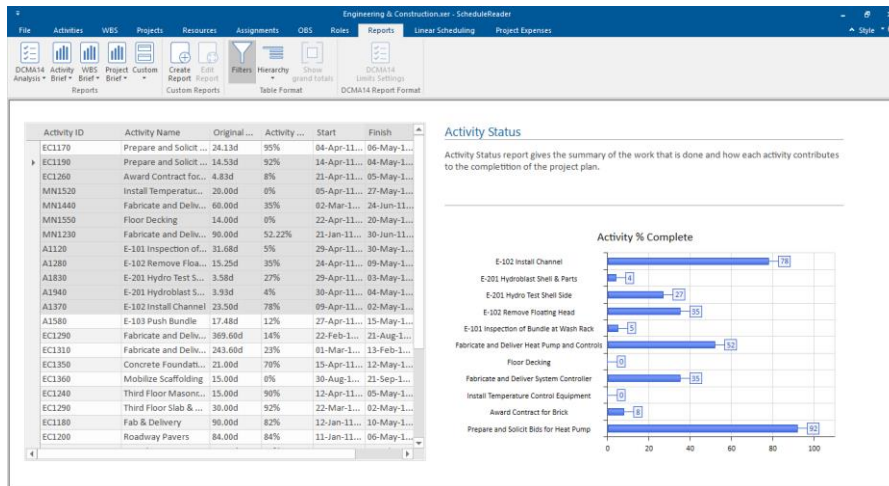 Engineering & Construction.xer - ScheduleReader
File Activities WBS Projects Resources Assignments OBS Roles Reports Linear Scheduling Project Expenses Style
DCMA14 Analysis Activity Brief WBS Brief Project Brief Custom Create Report Edit Report Filters Hierarchy Show grand totals DCMA14 Limits Settings
Reports Custom Reports Table Format DCMA14 Report Format
Activity ID Activity Name Original ... Activity ... Start Finish
EC1170 Prepare and Solicit ... 24.13d 95% 04-Apr-11... 06-May-1...
EC1190 Prepare and Solicit ... 14.53d 92% 14-Apr-11... 04-May-1...
EC1260 Award Contract for... 4.83d 8% 21-Apr-11... 05-May-1...
MN1520 Install Temperatur... 20.00d 0% 05-Apr-11... 27-May-1...
MN1440 Fabricate and Deliv... 60.00d 35% 02-Mar-1... 24-Jun-11...
MN1550 Floor Decking 14.00d 0% 22-Apr-11... 20-May-1...
MN1230 Fabricate and Deliv... 90.00d 52.22% 21-Jan-11... 30-Jun-11...
A1120 E-101 Inspection of... 31.68d 5% 29-Apr-11... 30-May-1...
A1280 E-102 Remove Floa... 15.25d 35% 24-Apr-11... 09-May-1...
A1830 E-201 Hydro Test S... 3.58d 27% 29-Apr-11... 03-May-1...
A1940 E-201 Hydroblast S... 3.93d 4% 30-Apr-11... 04-May-1...
A1370 E-102 Install Channel 23.50d 78% 09-Apr-11... 02-May-1...
A1580 E-103 Push Bundle 17.48d 12% 27-Apr-11... 15-May-1...
EC1290 Fabricate and Deliv... 369.60d 14% 22-Feb-1... 21-Aug-1...
EC1310 Fabricate and Deliv... 243.60d 23% 01-Mar-1... 13-Feb-1...
EC1350 Concrete Foundati... 21.00d 70% 15-Apr-11... 12-May-1...
EC1360 Mobilize Scaffolding 15.00d 0% 30-Aug-1... 21-Sep-1...
EC1240 Third Floor Masonr... 15.00d 90% 12-Apr-11... 05-May-1...
EC1290 Third Floor Slab & ... 30.00d 92% 22-Mar-1... 02-May-1...
EC1180 Fab & Delivery 90.00d 82% 12-Jan-11... 10-May-1...
EC1200 Roadway Pavers 84.00d 84% 11-Jan-11... 06-May-1...
Activity Status
Activity Status report gives the summary of the work that is done and how each activity contributes
to the completition of the project plan.
Activity % Complete
E-102 Install Channel 78
E-201 Hydroblast Shell & Parts 4
E-201 Hydro Test Shell Side 27
E-102 Remove Floating Head 35
E-101 Inspection of Bundle at Wash Rack 5
Fabricate and Deliver Heat Pump and Controls 52
Floor Decking 0
Fabricate and Deliver System Controller 35
Install Temperature Control Equipment 0
Award Contract for Brick 8
Prepare and Solicit Bids for Heat Pump 92
0 20 40 60 80 100